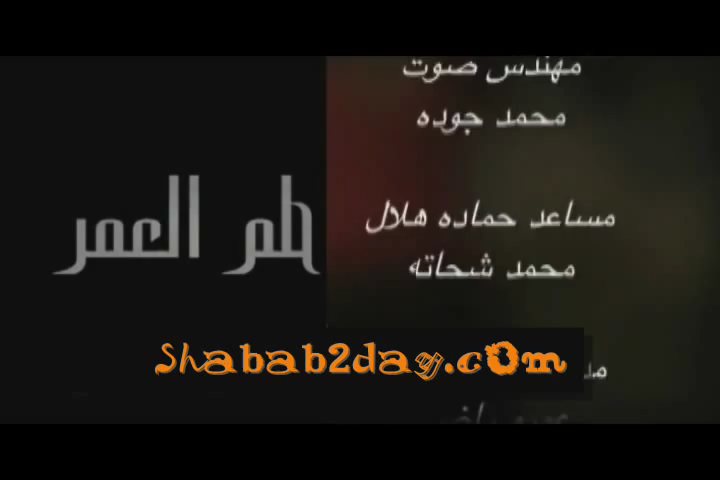 مهندس صوت
محمد جوده
حلم العمر
مساعد حماده هلال
محمد شحاته
Shabab2day.cOm